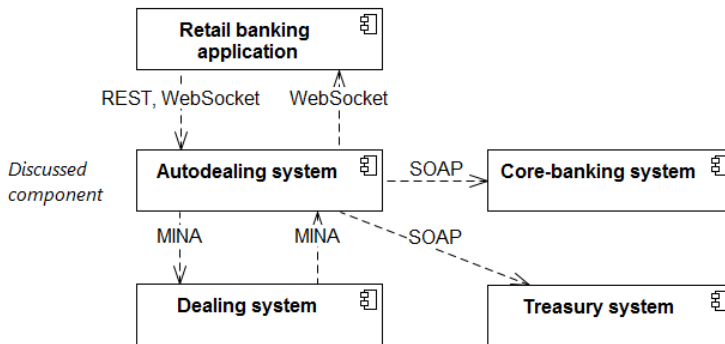 Retail banking
application
REST, WebSocket
WebSocket
Discussed
component
Autodealing system
SOAP
Core-banking system
MINA
MINA
SOAP
Dealing system
Treasury system